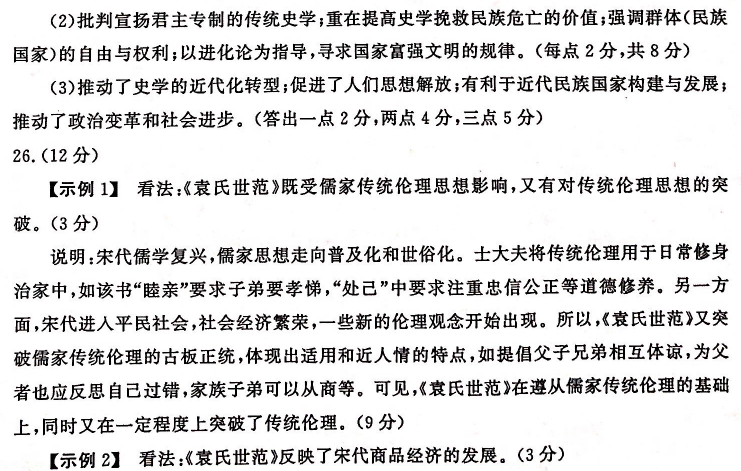 (2)批判宣扬君主专制的传统史学;重在提高史学挽救民族危亡的价值;强调群体(民族
国家)的自由与权利;以进化论为指导,寻求国家富强文明的规律。(每点2分,共8分)
(3)推动了史学的近代化转型;促进了人们思想解放;有利于近代民族国家构建与发展;
推动了政治变革和社会进步。(答出一点2分,两点4分,三点5分)
26.(12分)
【示例1】 看法:《袁氏世范》既受儒家传统伦理思想影响,又有对传统伦理思想的突
破。(3分)
说明:宋代儒学复兴,儒家思想走向普及化和世俗化。士大夫将传统伦理用于日常修身
治家中,如该书“睦亲”要求子弟要孝悌,“处己”中要求注重忠信公正等道德修养。另一方
面,宋代进入平民社会,社会经济繁荣,一些新的伦理观念开始出现。所以,《袁氏世范》又突
破儒家传统伦理的古板正统,体现出适用和近人情的特点,如提倡父子兄弟相互体谅,为父
者也应反思自己过错,家族子弟可以从商等。可见,《袁氏世范》在遵从儒家传统伦理的基础
上,同时又在一定程度上突破了传统伦理。(9分)
【示例2】 看法:《袁氏世范》反映了宋代商品经济的发展。(3分)